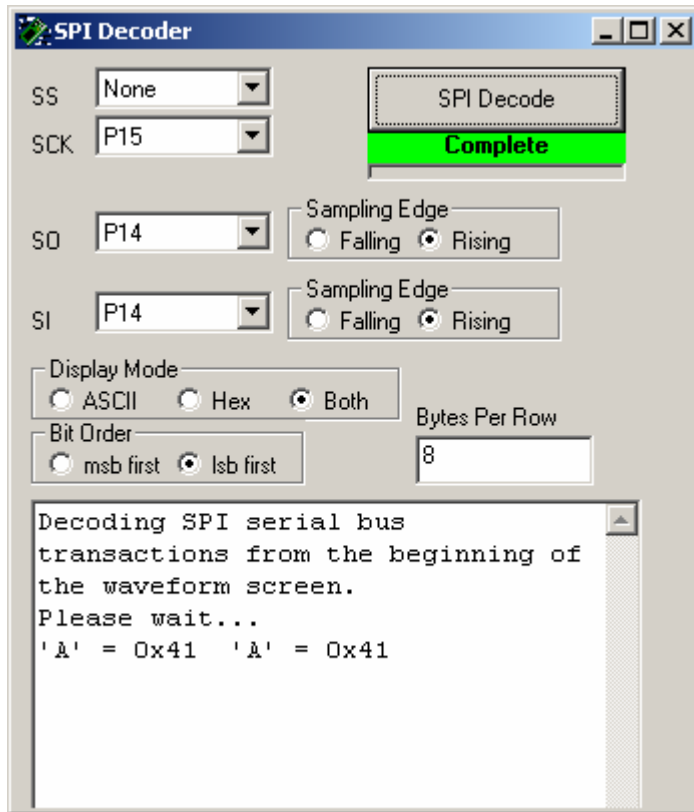 SPI Decoder
SS None
SPI Decode
SCK P15
Complete
SO P14
Sampling Edge
Falling Rising
SI P14
Sampling Edge
Falling Rising
Display Mode
ASCII Hex Both
Bytes Per Row
Bit Order
msb first lsb first
8
Decoding SPI serial bus
transactions from the beginning of
the waveform screen.
Please wait...
'A' = 0x41 'A' = 0x41